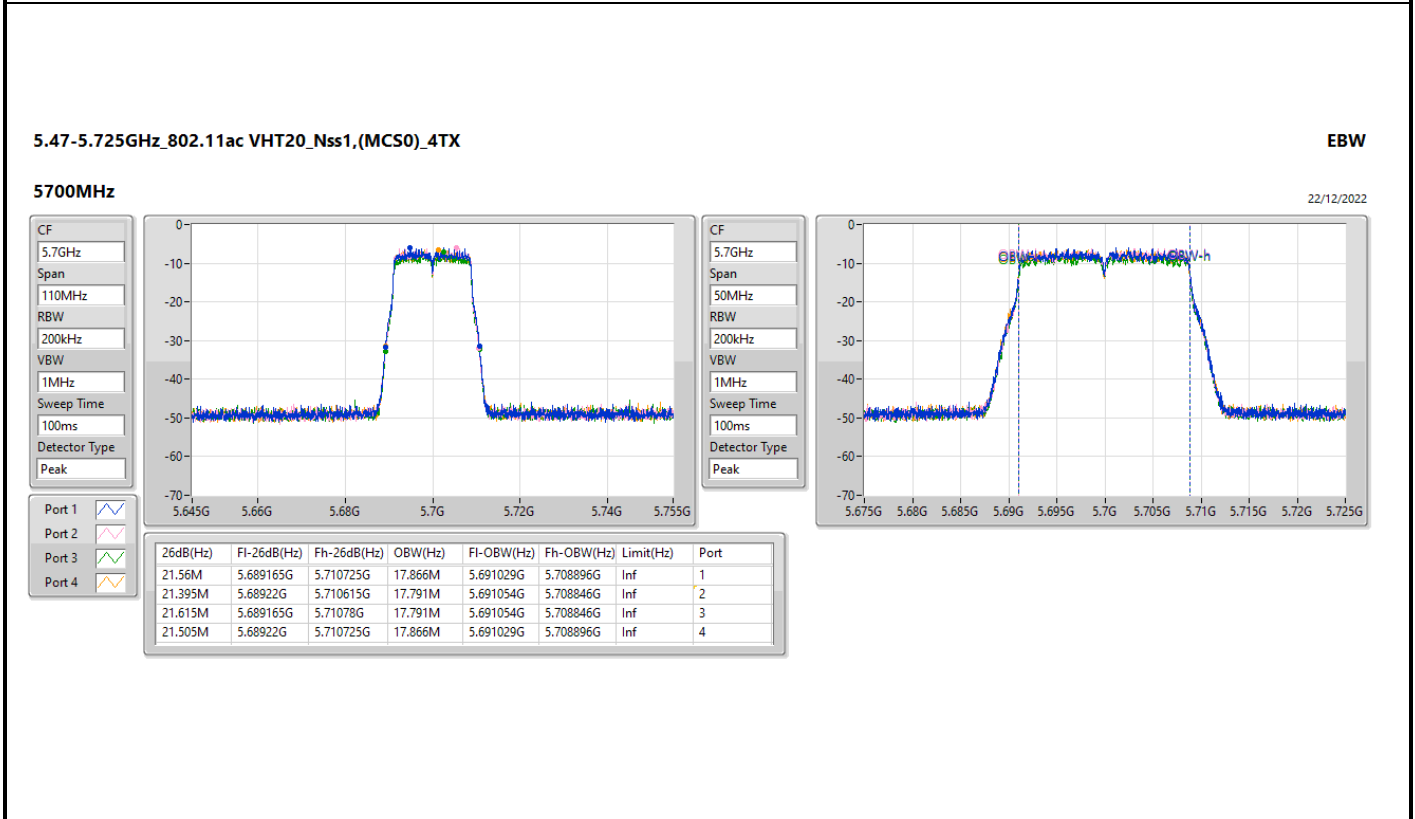 5.47-5.725GHz_802.11ac VHT20_Nss1,(MCS0)_4TX
EBW
5700MHz
22/12/2022
CF
5.7GHz
Span
110MHz
RBW
200kHz
VBW
1MHz
Sweep Time
100ms
Detector Type
Peak
0
-10
-20
-30
-40
-50
-60
-70
5.645G 5.66G 5.68G 5.7G 5.72G 5.74G 5.755G
CF
5.7GHz
Span
50MHz
RBW
200kHz
VBW
1MHz
Sweep Time
100ms
Detector Type
Peak
0
-10
-20
-30
-40
-50
-60
-70
OBW-h
5.675G 5.68G 5.685G 5.69G 5.695G 5.7G 5.705G 5.71G 5.715G 5.72G 5.725G
Port 1
Port 2
Port 3
Port 4
26dB(Hz) Fl-26dB(Hz) Fh-26dB(Hz) OBW(Hz) Fl-OBW(Hz) Fh-OBW(Hz) Limit(Hz) Port
21.56M 5.689165G 5.710725G 17.866M 5.691029G 5.708896G Inf 1
21.395M 5.68922G 5.710615G 17.791M 5.691054G 5.708846G Inf 2
21.615M 5.689165G 5.71078G 17.791M 5.691054G 5.708846G Inf 3
21.505M 5.68922G 5.710725G 17.866M 5.691029G 5.708896G Inf 4